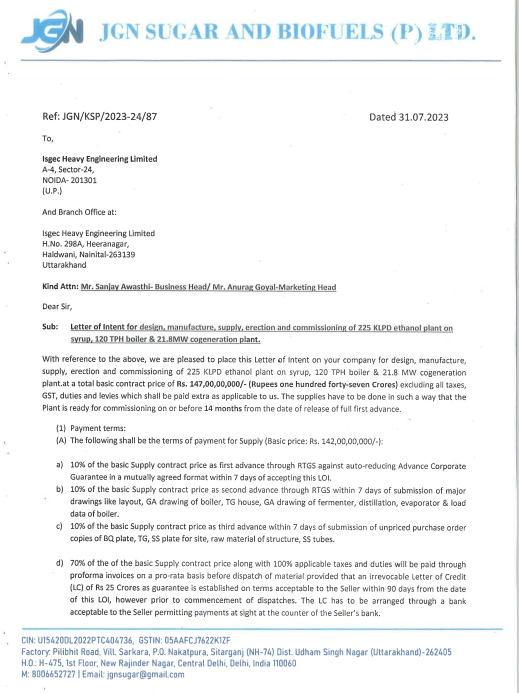 JGN JGN SUGAR AND BIOFUELS (P) LTD.
Ref: JGN/KSP/2023-24/87 Dated 31.07.2023
To,
Isgec Heavy Engineering Limited
A-4, Sector-24,
NOIDA- 201301
(U.P.)
And Branch Office at:
Isgec Heavy Engineering Limited
H.No. 298A, Heeranagar,
Haldwani, Nainital-263139
Uttarakhand
Kind Attn: Mr. Sanjay Awasthi- Business Head/ Mr. Anurag Goyal-Marketing Head
Dear Sir,
Sub: Letter of Intent for design, manufacture, supply, erection and commissioning of 225 KLPD ethanol plant on
syrup, 120 TPH boiler & 21.8MW cogeneration plant.
With reference to the above, we are pleased to place this Letter of Intent on your company for design, manufacture,
supply, erection and commissioning of 225 KLPD ethanol plant on syrup, 120 TPH boiler & 21.8 MW cogeneration
plant.at a total basic contract price of Rs. 147,00,00,000/- (Rupees one hundred forty-seven Crores) excluding all taxes,
GST, duties and levies which shall be paid extra as applicable to us. The supplies have to be done in such a way that the
Plant is ready for commissioning on or before 14 months from the date of release of full first advance.
(1) Payment terms:
(A) The following shall be the terms of payment for Supply (Basic price: Rs. 142,00,00,000/-):
a) 10% of the basic Supply contract price as first advance through RTGS against auto-reducing Advance Corporate
Guarantee in a mutually agreed format within 7 days of accepting this LOI.
b) 10% of the basic Supply contract price as second advance through RTGS within 7 days of submission of major
drawings like layout, GA drawing of boiler, TG house, GA drawing of fermenter, distillation, evaporator & load
data of boiler.
c) 10% of the basic Supply contract price as third advance within 7 days of submission of unpriced purchase order
copies of BQ plate, TG, SS plate for site, raw material of structure, SS tubes.
d) 70% of the of the basic Supply contract price along with 100% applicable taxes and duties will be paid through
proforma invoices on a pro-rata basis before dispatch of material provided that an irrevocable Letter of Credit
(LC) of Rs 25 Crores as guarantee is established on terms acceptable to the Seller within 90 days from the date
of this LOI, however prior to commencement of dispatches. The LC has to be arranged through a bank
acceptable to the Seller permitting payments at sight at the counter of the Seller's bank.
CIN: U15420DL2022PTC404736, GSTIN: 05AAFCJ7622K1ZF
Factory: Pilibhit Road, Vill. Sarkara, P.O. Nakatpura, Sitarganj (NH-74) Dist. Udham Singh Nagar (Uttarakhand)-262405
H.O.: H-475, 1st Floor, New Rajinder Nagar, Central Delhi, Delhi, India 110060
M: 8006652727 | Email: jgnsugar@gmail.com